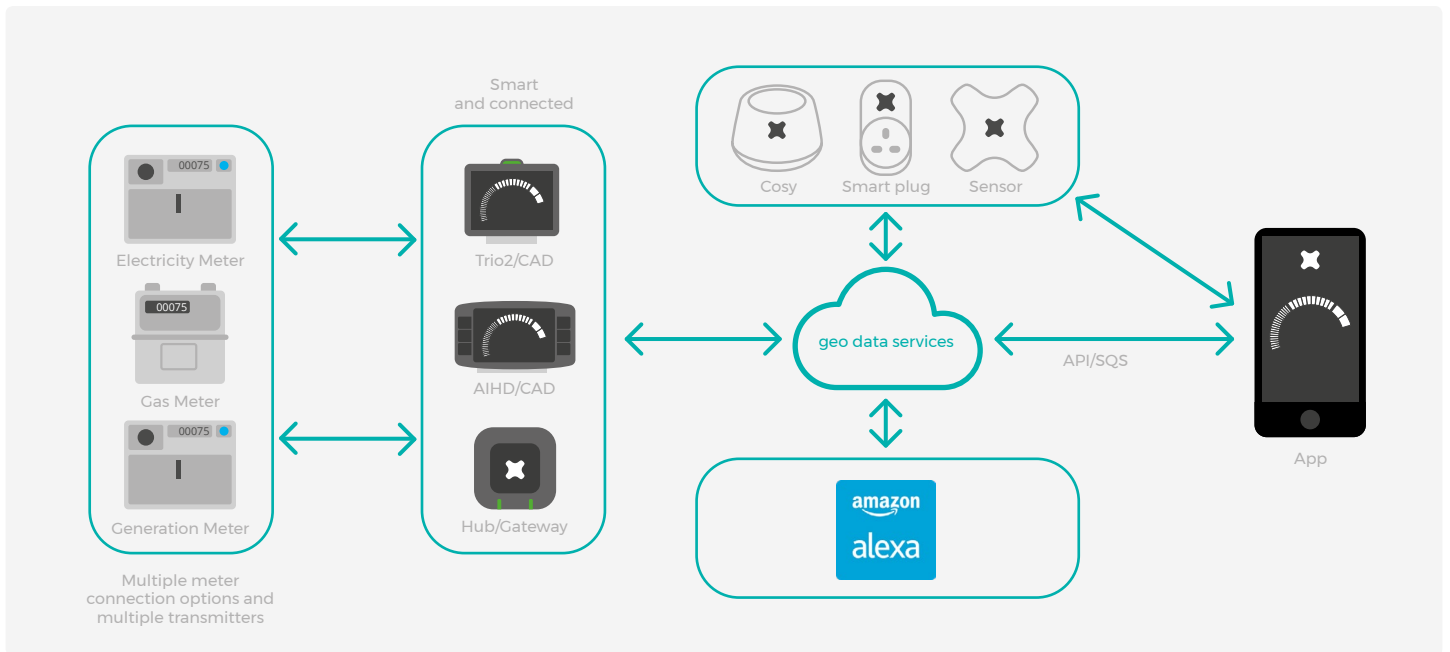 Smart
and connected
00075
Electricity Meter
00075
Gas Meter
00075
Generation Meter
Multiple meter
connection options and
multiple transmitters
Trio2/CAD
AIHD/CAD
Hub/Gateway
Cosy
Smart plug
Sensor
geo data services
API/SQS
amazon
alexa
App